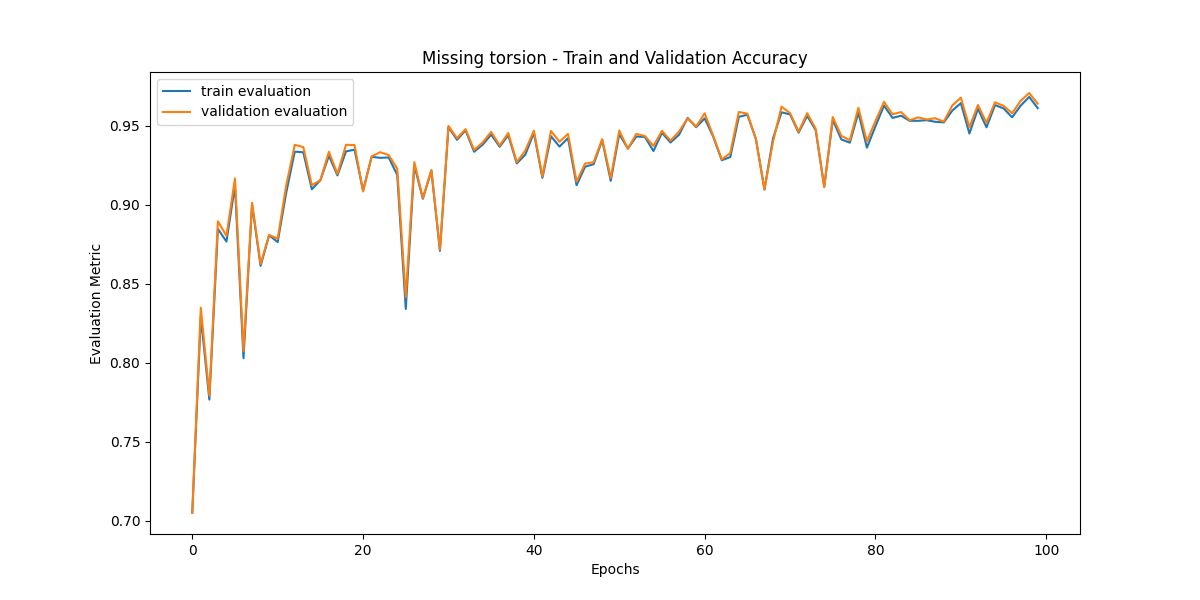 Missing torsion - Train and Validation Accuracy
train evaluation
validation evaluation
0.95
0.90
0.85
0.80
0.75
0.70
Evaluation Metric
0 20 40 60 80 100
Epochs